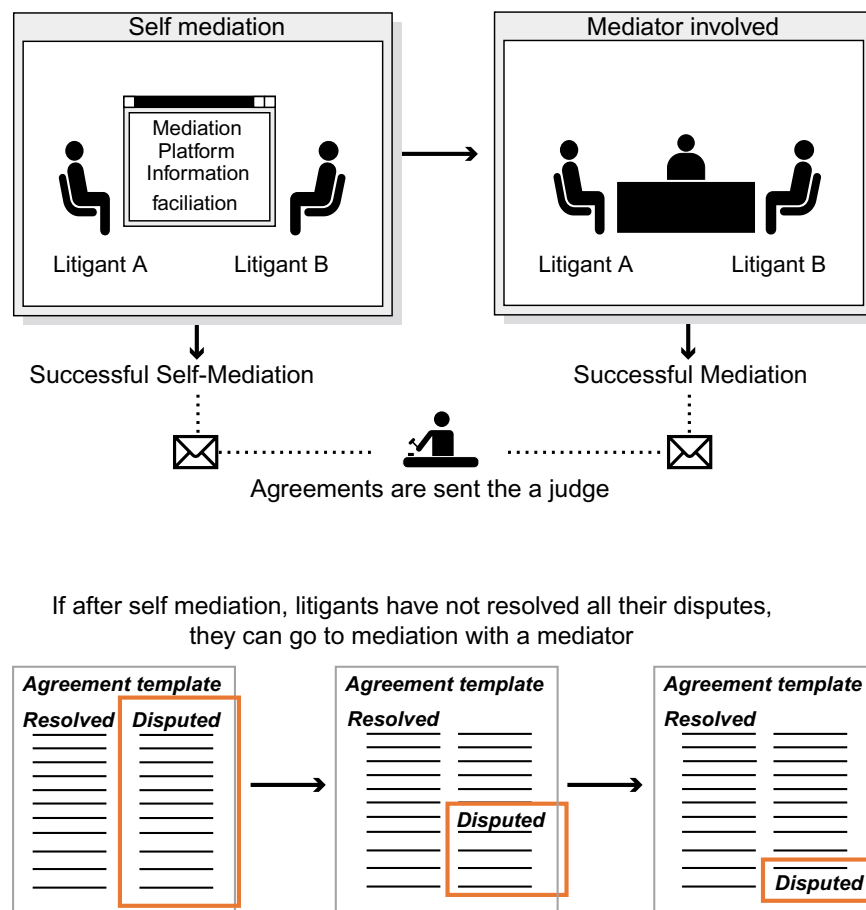 Self mediation
Mediator involved
Mediation
Platform
Information
faciliation
Litigant A
Litigant B
Litigant A
Litigant B
Successful Self-Mediation
Successful Mediation
Agreements are sent the a judge
If after self mediation, litigants have not resolved all their disputes,
they can go to mediation with a mediator
Agreement template
Resolved
Disputed
Agreement template
Resolved
Disputed
Agreement template
Resolved
Disputed